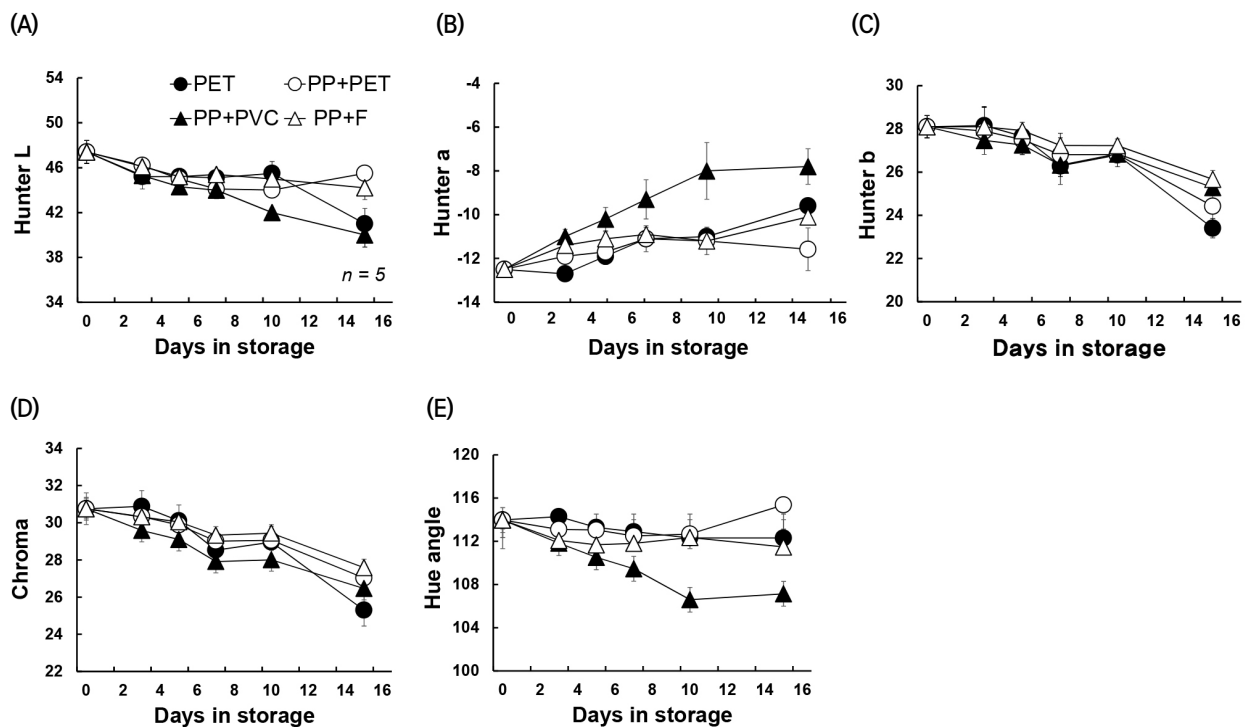 (A)
(B)
(C)
Hunter L
54
50
46
42
38
34
PET
PP+PET
PP+PVC
PP+F
n = 5
0 2 4 6 8 10 12 14 16
Days in storage
Hunter a
-4
-6
-8
-10
-12
-14
0 2 4 6 8 10 12 14 16
Days in storage
Hunter b
30
28
26
24
22
20
0 2 4 6 8 10 12 14 16
Days in storage
(D)
(E)
Chroma
34
32
30
28
26
24
22
0 2 4 6 8 10 12 14 16
Days in storage
Hue angle
120
116
112
108
104
100
0 2 4 6 8 10 12 14 16
Days in storage